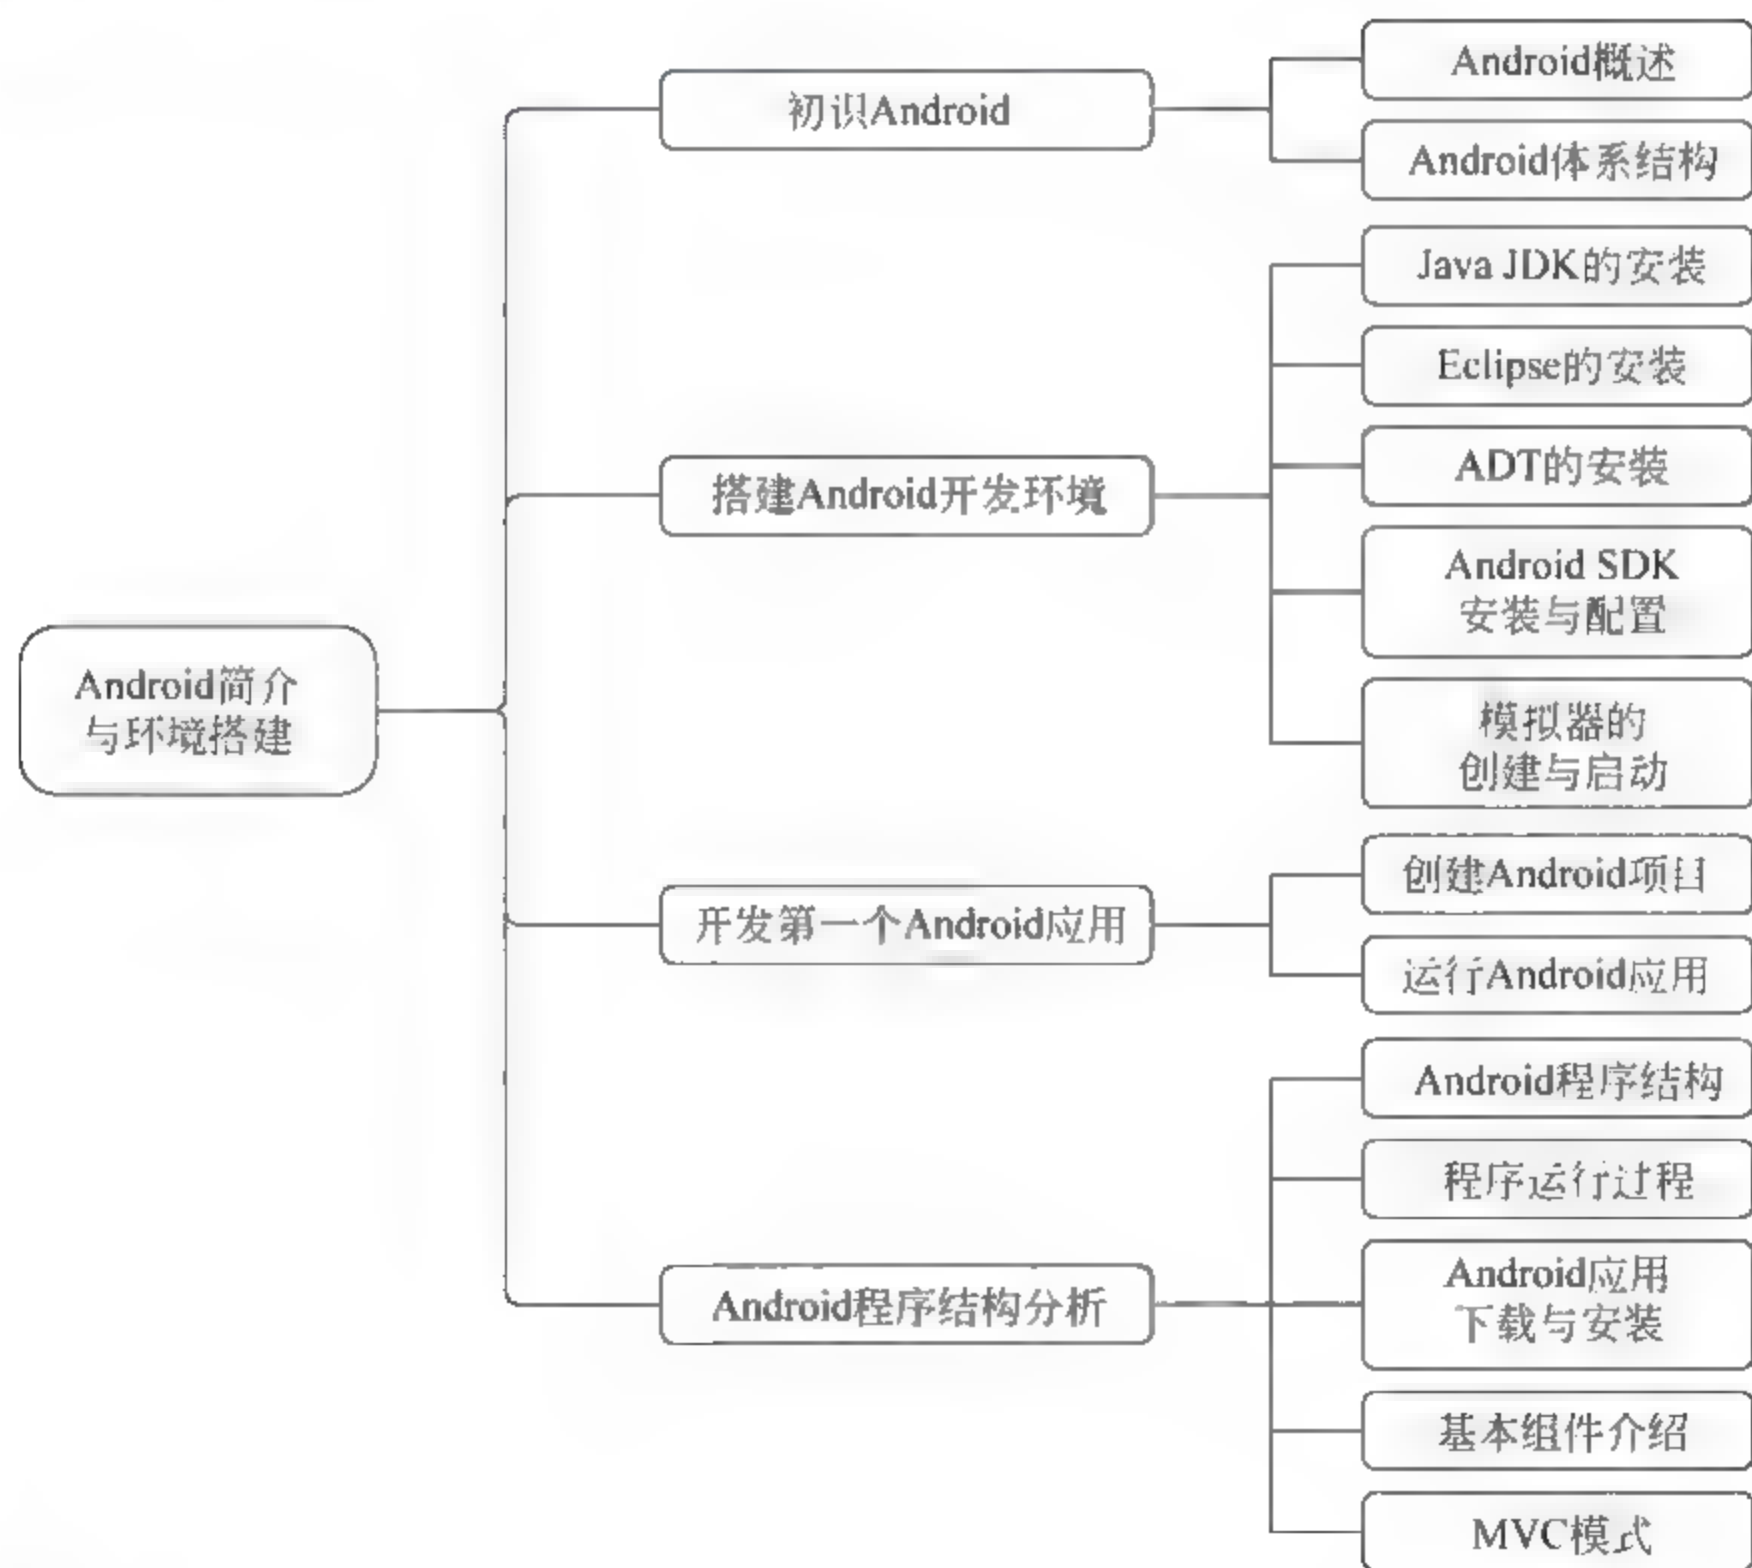 Android简介
与环境搭建
初识Android
Android概述
Android体系结构
搭建Android开发环境
Java JDK的安装
Eclipse的安装
ADT的安装
Android SDK
安装与配置
模拟器的
创建与启动
开发第一个Android应用
创建Android项目
运行Android应用
Android程序结构分析
Android程序结构
程序运行过程
Android应用
下载与安装
基本组件介绍
MVC模式